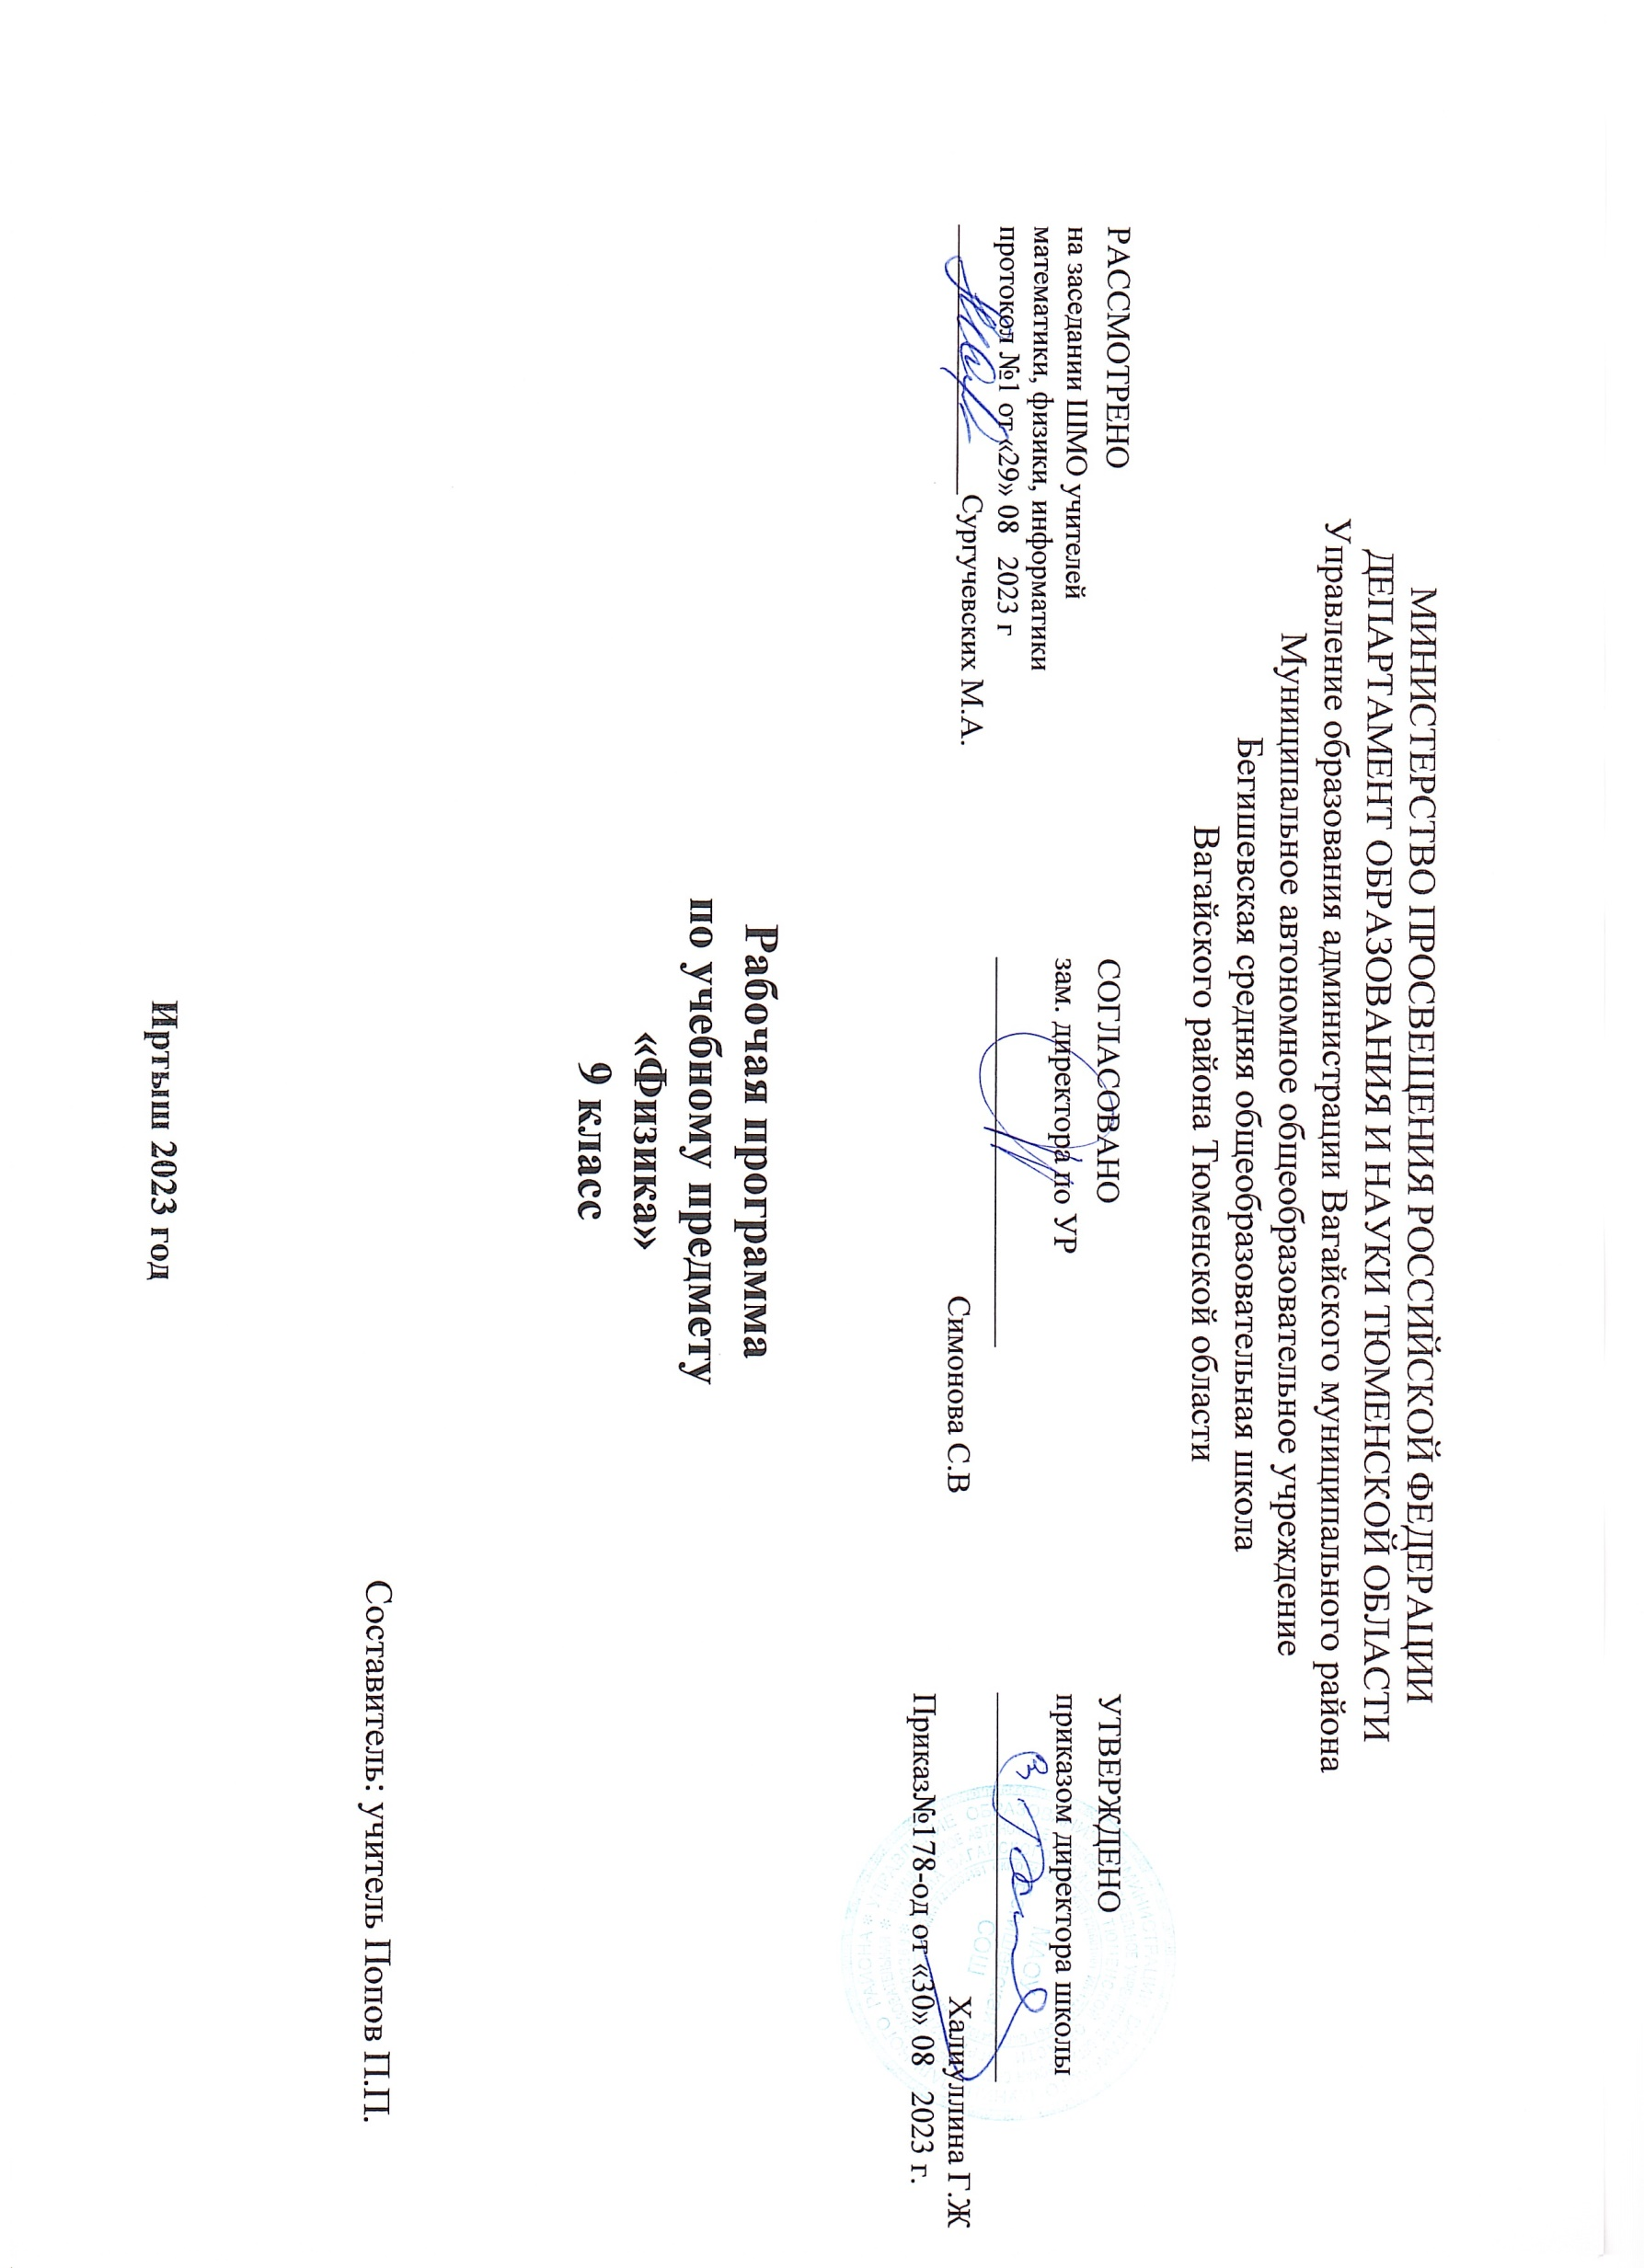 МИНИСТЕРСТВО ПРОСВЕЩЕНИЯ РОССИЙСКОЙ ФЕДЕРАЦИИ
ДЕПАРТАМЕНТ ОБРАЗОВАНИЯ И НАУКИ ТЮМЕНСКОЙ ОБЛАСТИ
Управление образования администрации Вагайского муниципального района
Муниципальное автономное общеобразовательное учреждение
Бегишевская средняя общеобразовательная школа
Вагайского района Тюменской области
РАССМОТРЕНО
на заседании ШМО учителей
математики, физики, информатики
протокол №1 от «29» 08 2023 г
Сургучевских М.А.
СОГЛАСОВАНО
зам. директора по УР
Симонова С.В
УТВЕРЖДЕНО
приказом директора школы
Халиуллина Г.Ж
Приказ№178-од от «30» 08 2023 г.
Рабочая программа
по учебному предмету
«Физика»
9 класс
Составитель: учитель Попов П.П.
Иртыш 2023 год